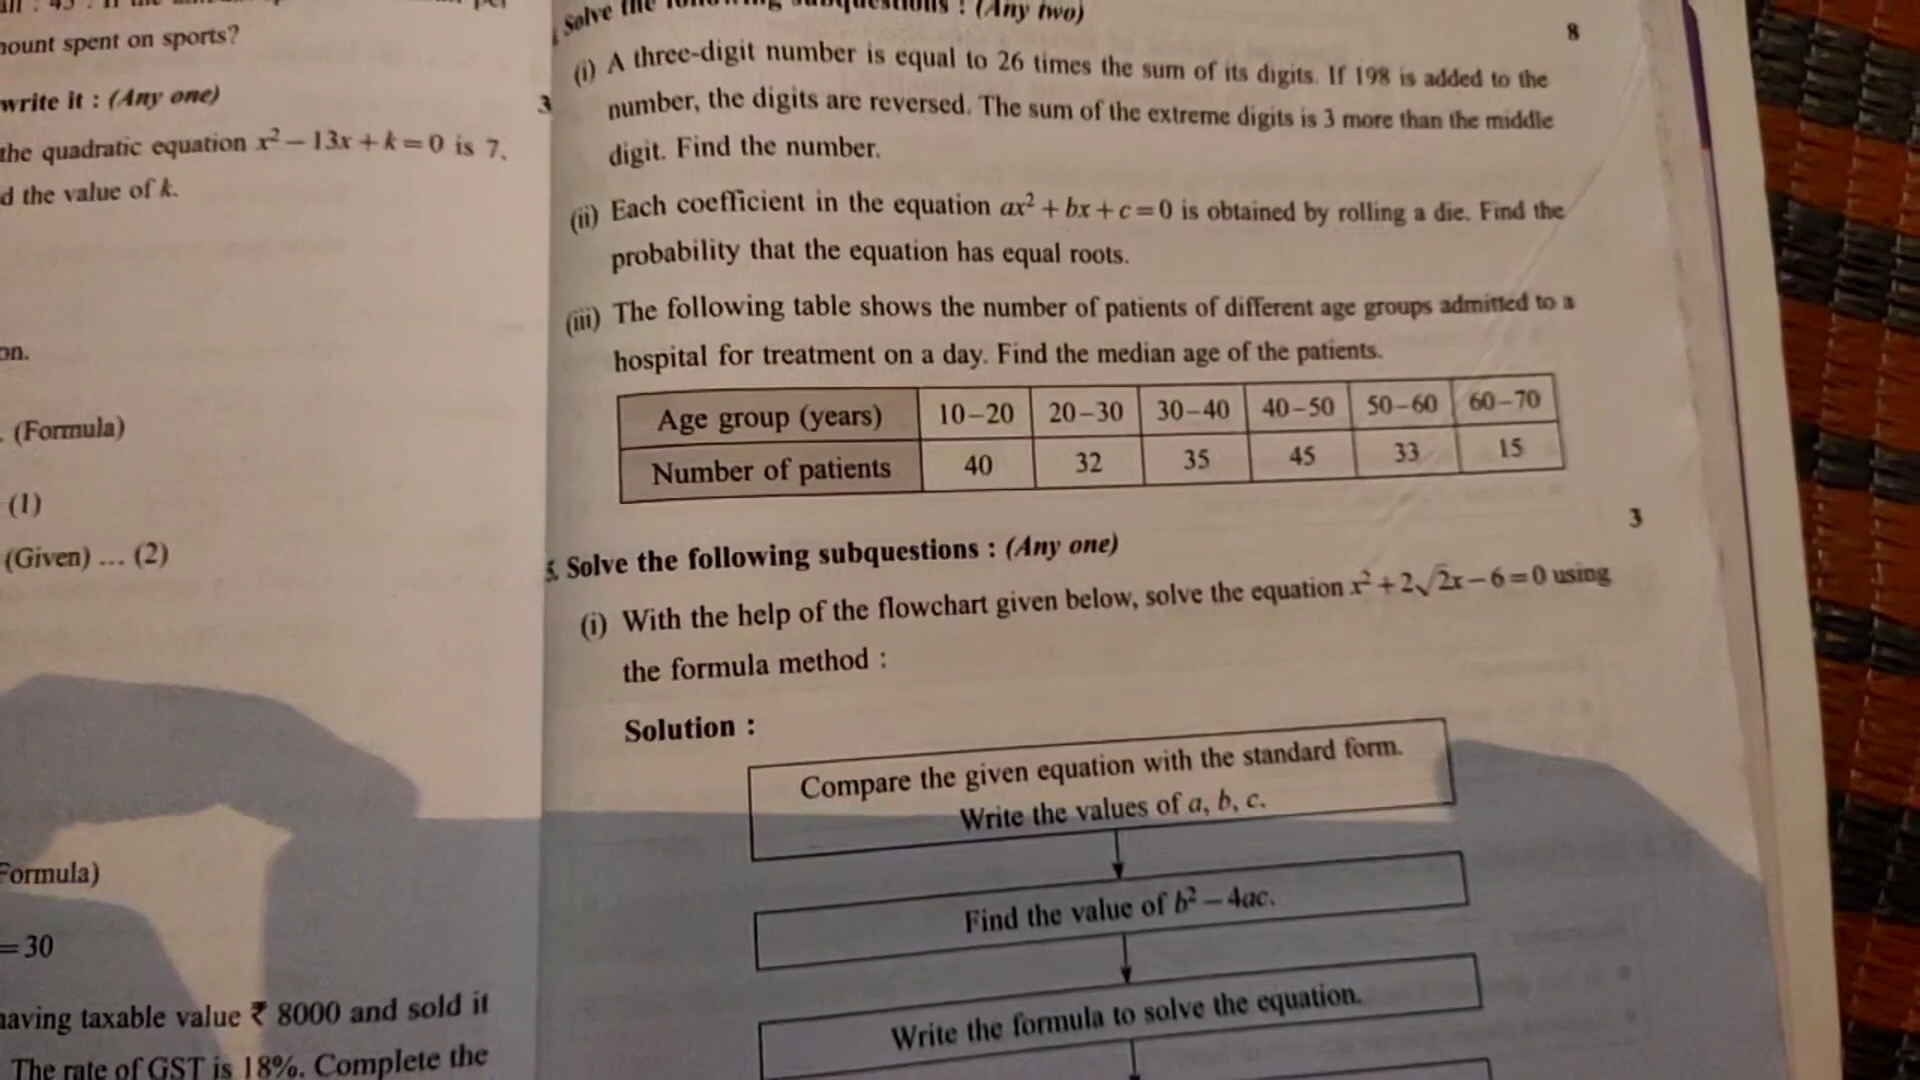 nount spent on sports?
write it : (Any one)
3
the quadratic equation x² − 13x + k = 0 is 7,
d the value of k.
on.
(Formula)
(1)
(Given) ... (2)
Formula)
= 30
having taxable value ₹ 8000 and sold it
The rate of GST is 18%. Complete the
Solve the following subquestions : (Any two)
8
(i) A three-digit number is equal to 26 times the sum of its digits. If 198 is added to the
number, the digits are reversed. The sum of the extreme digits is 3 more than the middle
digit. Find the number.
(ii) Each coefficient in the equation ax² + bx + c = 0 is obtained by rolling a die. Find the
probability that the equation has equal roots.
(iii) The following table shows the number of patients of different age groups admitted to a
hospital for treatment on a day. Find the median age of the patients.
Age group (years) 10−20 20−30 30−40 40−50 50−60 60−70
Number of patients 40 32 35 45 33 15
3
5. Solve the following subquestions : (Any one)
(i) With the help of the flowchart given below, solve the equation x² + 2√2x − 6 = 0 using
the formula method :
Solution :
Compare the given equation with the standard form.
Write the values of a, b, c.
Find the value of b² − 4ac.
Write the formula to solve the equation.